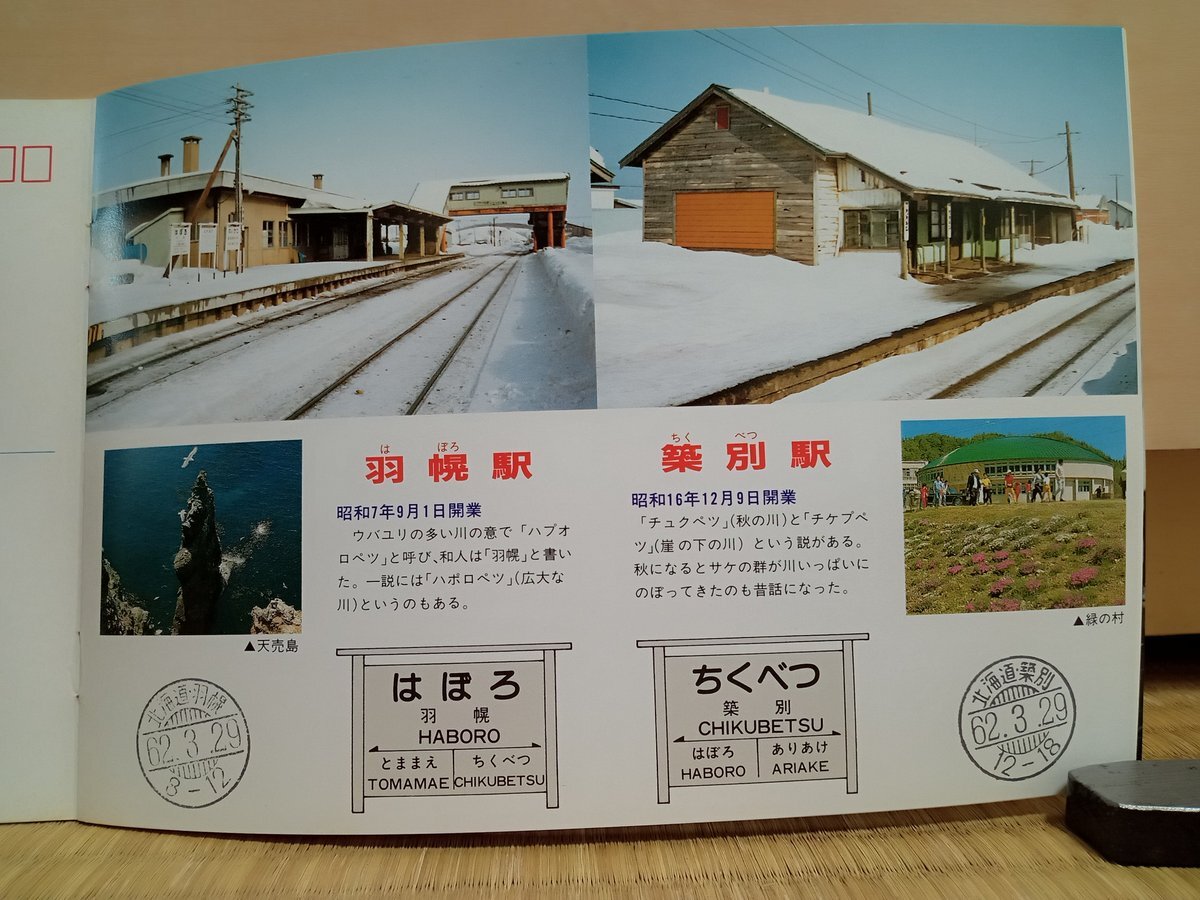 羽幌駅
は ぽろ
昭和7年9月1日開業
ウバユリの多い川の意で「ハプオ
ロペツ」と呼び、和人は「羽幌」と書い
た。一説には「ハポロペツ」(広大な
川)というのもある。
▲天売島
北海道・羽幌
62.3.29
8-12
はぼろ
羽幌
HABORO
とままえ
ちくべつ
TOMAMAE
CHIKUBETSU
築別駅
ちく べつ
昭和16年12月9日開業
「チュクペツ」(秋の川)と「チケプペ
ツ」(崖の下の川) という説がある。
秋になるとサケの群が川いっぱいに
のぼってきたのも昔話になった。
▲緑の村
ちくべつ
築別
CHIKUBETSU
はぼろ
ありあけ
HABORO
ARIAKE
北海道・築別
62.3.29
12-18